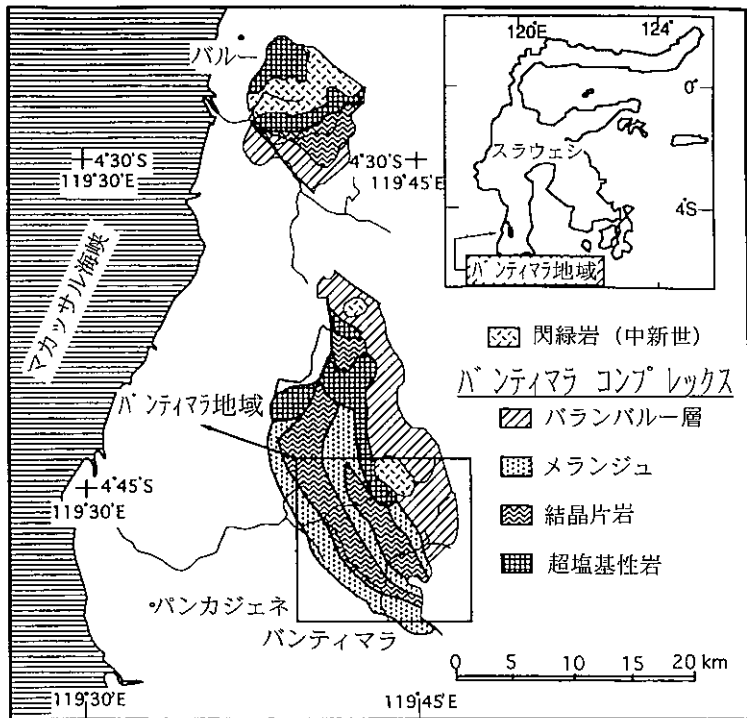 バルー
4°30'S
119°30'E
4°30'S
119°45'E
マカッサル海峡
バンティマラ地域
4°45'S
119°30'E
・パンカジェネ
バンティマラ
119°30'E
119°45'E
120°E
124°
0°
スラウェシ
4°S
バンティマラ地域
閃緑岩（中新世）
バンティマラ コンプレックス
バランバルー層
メランジュ
結晶片岩
超塩基性岩
0 5 10 15 20 km